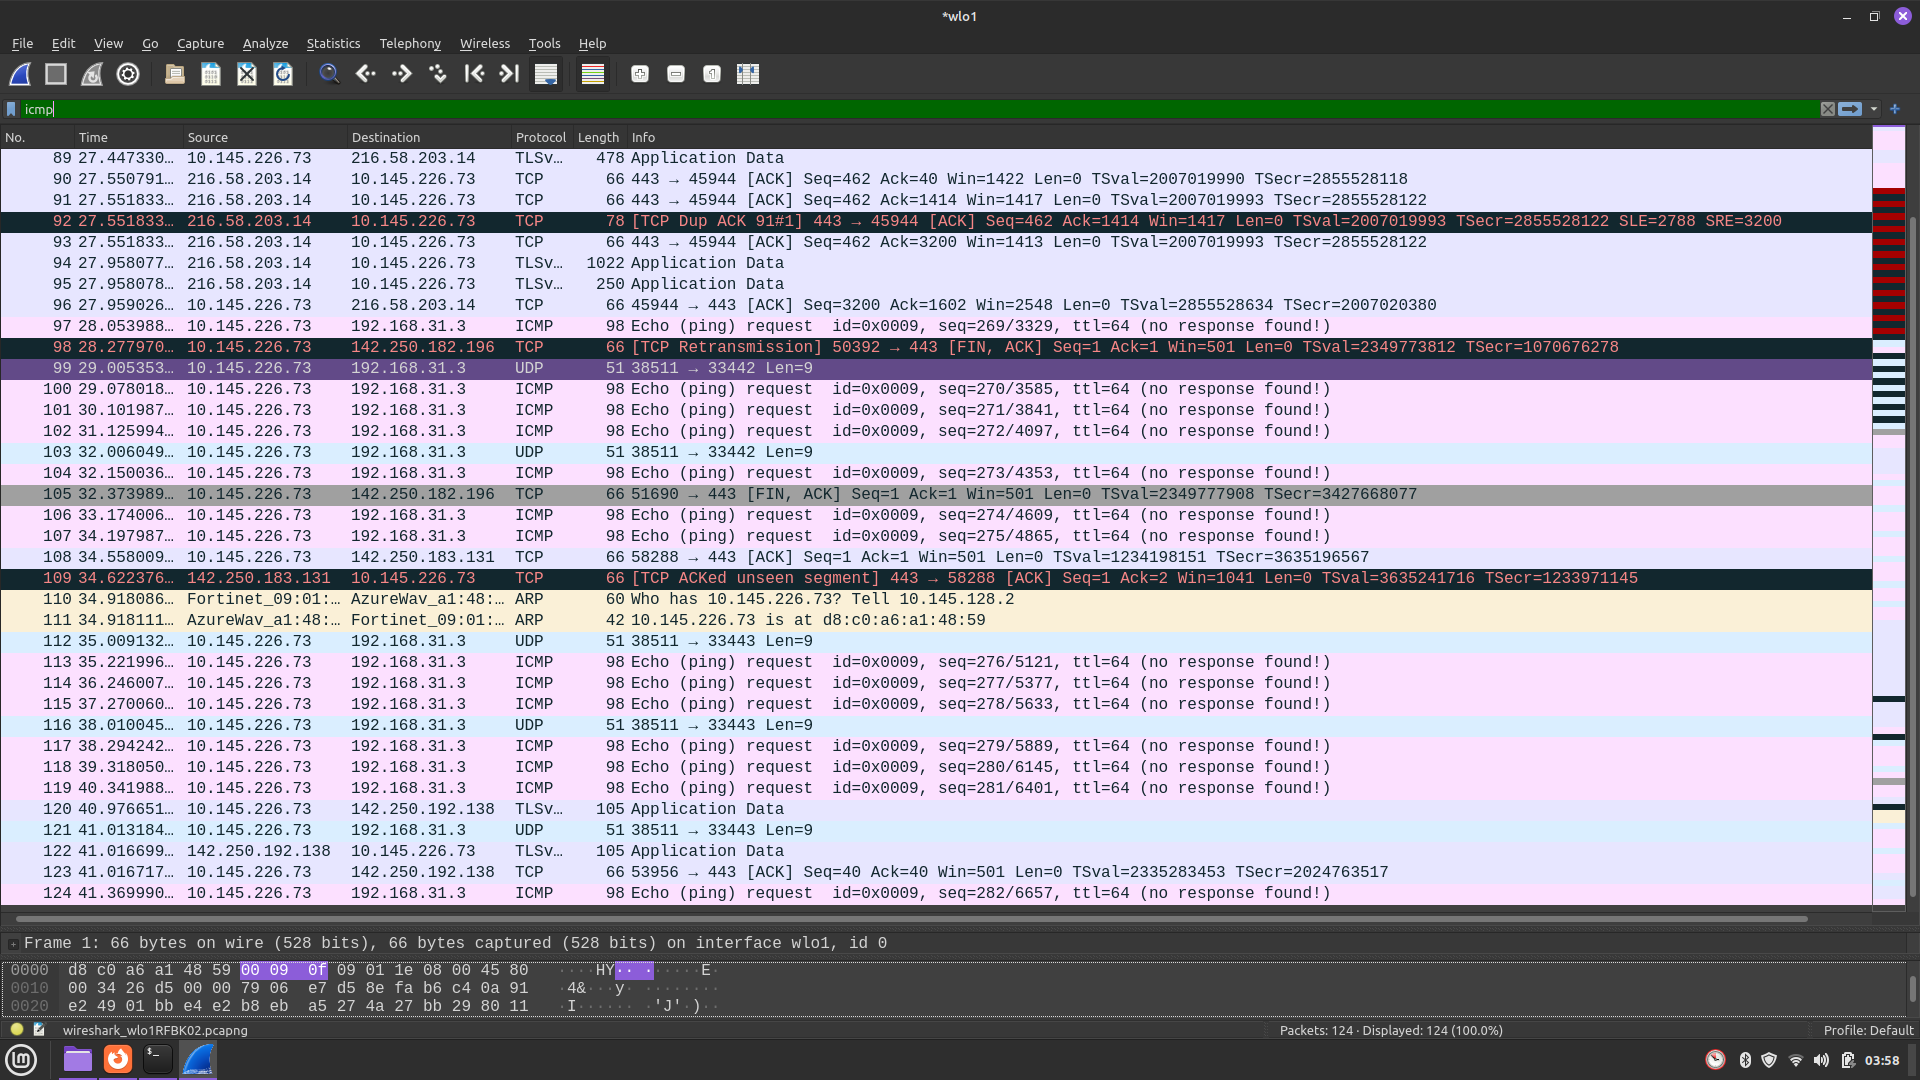 *wlo1
File Edit View Go Capture Analyze Statistics Telephony Wireless Tools Help
icmp
No. Time Source Destination Protocol Length Info
89 27.447330… 10.145.226.73 216.58.203.14 TLSv… 478 Application Data
90 27.550791… 216.58.203.14 10.145.226.73 TCP 66 443 → 45944 [ACK] Seq=462 Ack=40 Win=1422 Len=0 TSval=2007019990 TSecr=2855528118
91 27.551833… 216.58.203.14 10.145.226.73 TCP 66 443 → 45944 [ACK] Seq=462 Ack=1414 Win=1417 Len=0 TSval=2007019993 TSecr=2855528122
92 27.551833… 216.58.203.14 10.145.226.73 TCP 78 [TCP Dup ACK 91#1] 443 → 45944 [ACK] Seq=462 Ack=1414 Win=1417 Len=0 TSval=2007019993 TSecr=2855528122 SLE=2788 SRE=3200
93 27.551833… 216.58.203.14 10.145.226.73 TCP 66 443 → 45944 [ACK] Seq=462 Ack=3200 Win=1413 Len=0 TSval=2007019993 TSecr=2855528122
94 27.958077… 216.58.203.14 10.145.226.73 TLSv… 1022 Application Data
95 27.958078… 216.58.203.14 10.145.226.73 TLSv… 250 Application Data
96 27.959026… 10.145.226.73 216.58.203.14 TCP 66 45944 → 443 [ACK] Seq=3200 Ack=1602 Win=2548 Len=0 TSval=2855528634 TSecr=2007020380
97 28.053988… 10.145.226.73 192.168.31.3 ICMP 98 Echo (ping) request id=0x0009, seq=269/3329, ttl=64 (no response found!)
98 28.277970… 10.145.226.73 142.250.182.196 TCP 66 [TCP Retransmission] 50392 → 443 [FIN, ACK] Seq=1 Ack=1 Win=501 Len=0 TSval=2349773812 TSecr=1070676278
99 29.005353… 10.145.226.73 192.168.31.3 UDP 51 38511 → 33442 Len=9
100 29.078018… 10.145.226.73 192.168.31.3 ICMP 98 Echo (ping) request id=0x0009, seq=270/3585, ttl=64 (no response found!)
101 30.101987… 10.145.226.73 192.168.31.3 ICMP 98 Echo (ping) request id=0x0009, seq=271/3841, ttl=64 (no response found!)
102 31.125994… 10.145.226.73 192.168.31.3 ICMP 98 Echo (ping) request id=0x0009, seq=272/4097, ttl=64 (no response found!)
103 32.006049… 10.145.226.73 192.168.31.3 UDP 51 38511 → 33442 Len=9
104 32.150036… 10.145.226.73 192.168.31.3 ICMP 98 Echo (ping) request id=0x0009, seq=273/4353, ttl=64 (no response found!)
105 32.373989… 10.145.226.73 142.250.182.196 TCP 66 51690 → 443 [FIN, ACK] Seq=1 Ack=1 Win=501 Len=0 TSval=2349777908 TSecr=3427668077
106 33.174006… 10.145.226.73 192.168.31.3 ICMP 98 Echo (ping) request id=0x0009, seq=274/4609, ttl=64 (no response found!)
107 34.197987… 10.145.226.73 192.168.31.3 ICMP 98 Echo (ping) request id=0x0009, seq=275/4865, ttl=64 (no response found!)
108 34.558009… 10.145.226.73 142.250.183.131 TCP 66 58288 → 443 [ACK] Seq=1 Ack=1 Win=501 Len=0 TSval=1234198151 TSecr=3635196567
109 34.622376… 142.250.183.131 10.145.226.73 TCP 66 [TCP ACKed unseen segment] 443 → 58288 [ACK] Seq=1 Ack=2 Win=1041 Len=0 TSval=3635241716 TSecr=1233971145
110 34.918086… Fortinet_09:01:… AzureWav_a1:48:… ARP 60 Who has 10.145.226.73? Tell 10.145.128.2
111 34.918111… AzureWav_a1:48:… Fortinet_09:01:… ARP 42 10.145.226.73 is at d8:c0:a6:a1:48:59
112 35.009132… 10.145.226.73 192.168.31.3 UDP 51 38511 → 33443 Len=9
113 35.221996… 10.145.226.73 192.168.31.3 ICMP 98 Echo (ping) request id=0x0009, seq=276/5121, ttl=64 (no response found!)
114 36.246007… 10.145.226.73 192.168.31.3 ICMP 98 Echo (ping) request id=0x0009, seq=277/5377, ttl=64 (no response found!)
115 37.270060… 10.145.226.73 192.168.31.3 ICMP 98 Echo (ping) request id=0x0009, seq=278/5633, ttl=64 (no response found!)
116 38.010045… 10.145.226.73 192.168.31.3 UDP 51 38511 → 33443 Len=9
117 38.294242… 10.145.226.73 192.168.31.3 ICMP 98 Echo (ping) request id=0x0009, seq=279/5889, ttl=64 (no response found!)
118 39.318050… 10.145.226.73 192.168.31.3 ICMP 98 Echo (ping) request id=0x0009, seq=280/6145, ttl=64 (no response found!)
119 40.341988… 10.145.226.73 192.168.31.3 ICMP 98 Echo (ping) request id=0x0009, seq=281/6401, ttl=64 (no response found!)
120 40.976651… 10.145.226.73 142.250.192.138 TLSv… 105 Application Data
121 41.013184… 10.145.226.73 192.168.31.3 UDP 51 38511 → 33443 Len=9
122 41.016699… 142.250.192.138 10.145.226.73 TLSv… 105 Application Data
123 41.016717… 10.145.226.73 142.250.192.138 TCP 66 53956 → 443 [ACK] Seq=40 Ack=40 Win=501 Len=0 TSval=2335283453 TSecr=2024763517
124 41.369990… 10.145.226.73 192.168.31.3 ICMP 98 Echo (ping) request id=0x0009, seq=282/6657, ttl=64 (no response found!)
Frame 1: 66 bytes on wire (528 bits), 66 bytes captured (528 bits) on interface wlo1, id 0
0000 d8 c0 a6 a1 48 59 00 09 0f 09 01 1e 08 00 45 80 ····HY·· ······E·
0010 00 34 26 d5 00 00 79 06 e7 d5 8e fa b6 c4 0a 91 ·4&···y· ········
0020 e2 49 01 bb e4 e2 b8 eb a5 27 4a 27 bb 29 80 11 ·I······ ·'J'·)··
wireshark_wlo1RFBK02.pcapng Packets: 124 · Displayed: 124 (100.0%) Profile: Default
03:58